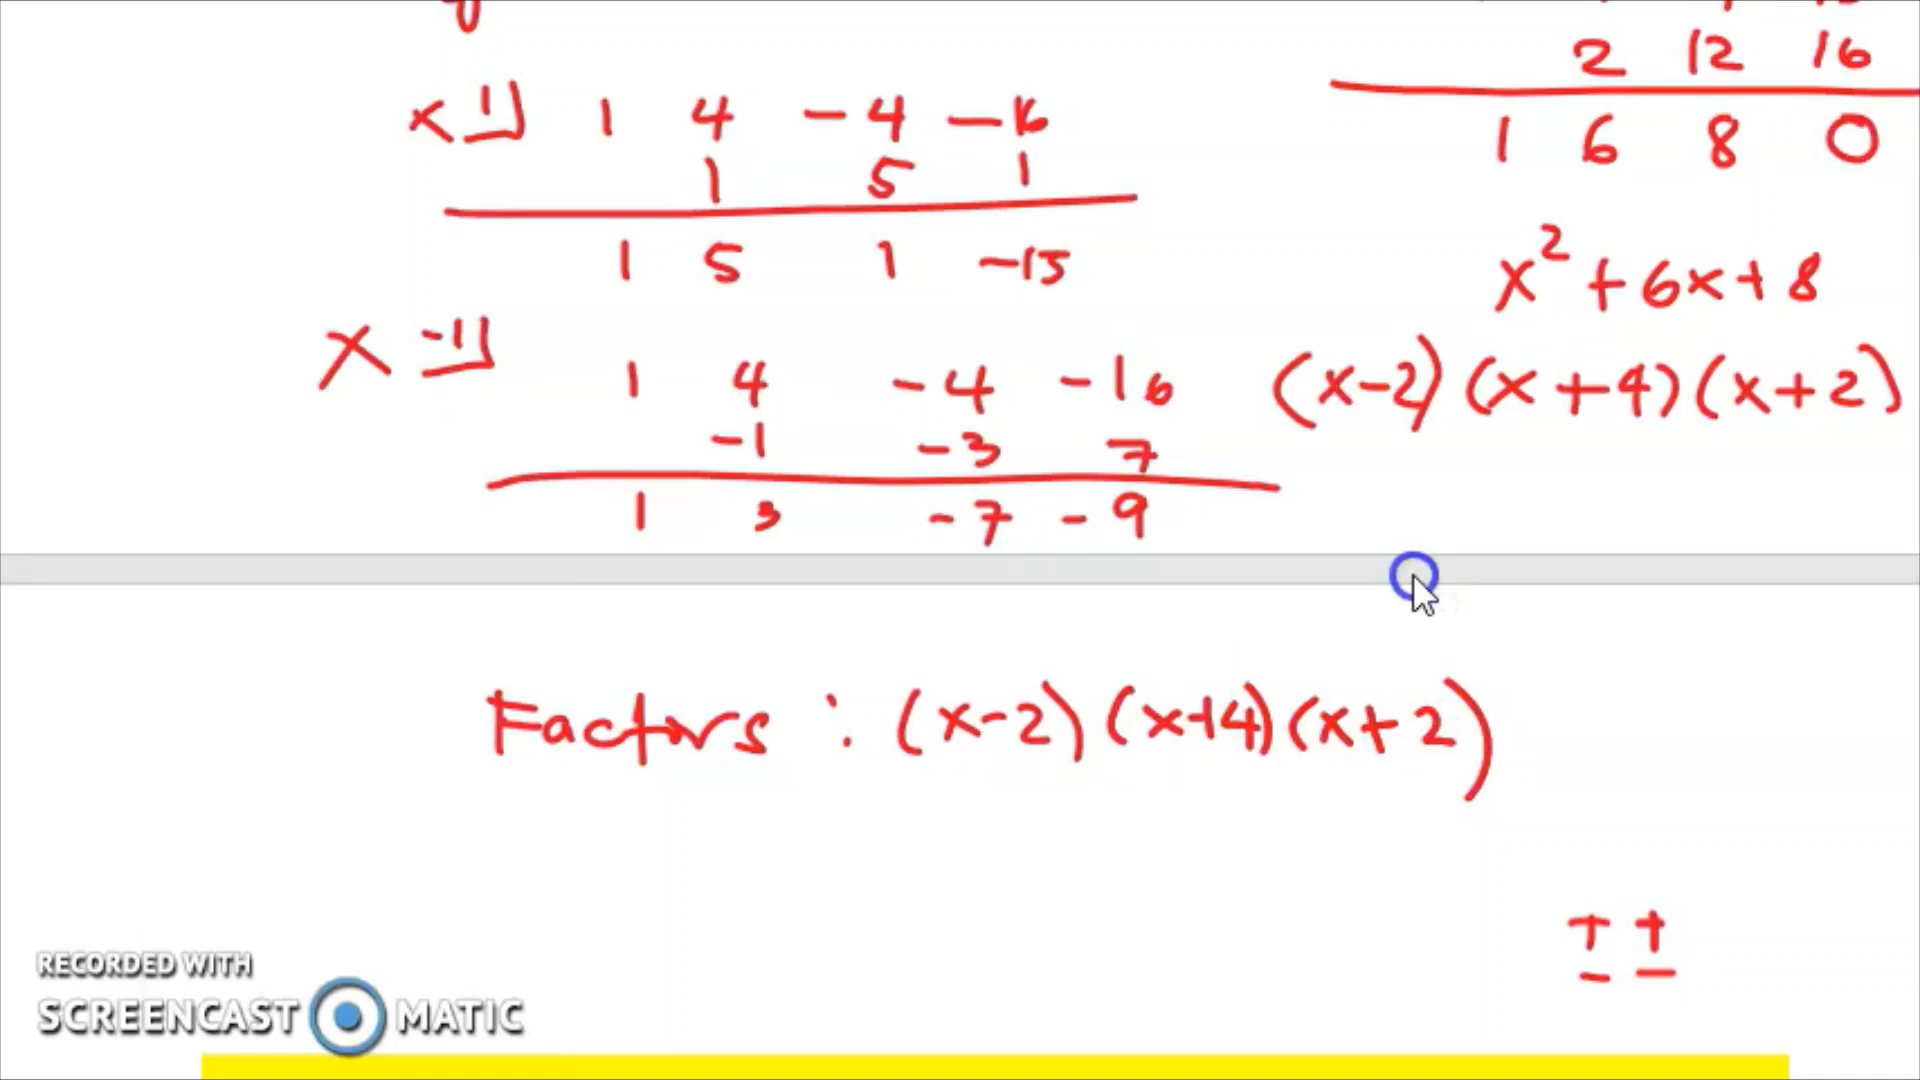 x 1 1 4 -4 -16
1 5 1
1 5 1 -15
x -1 1 4 -4 -16
-1 -3 7
1 3 -7 -9
2 12 16
1 6 8 0
x² + 6x + 8
(x-2) (x+4) (x+2)
Factors : (x-2) (x+4) (x+2)
+ +
- -
RECORDED WITH
SCREENCAST MATIC